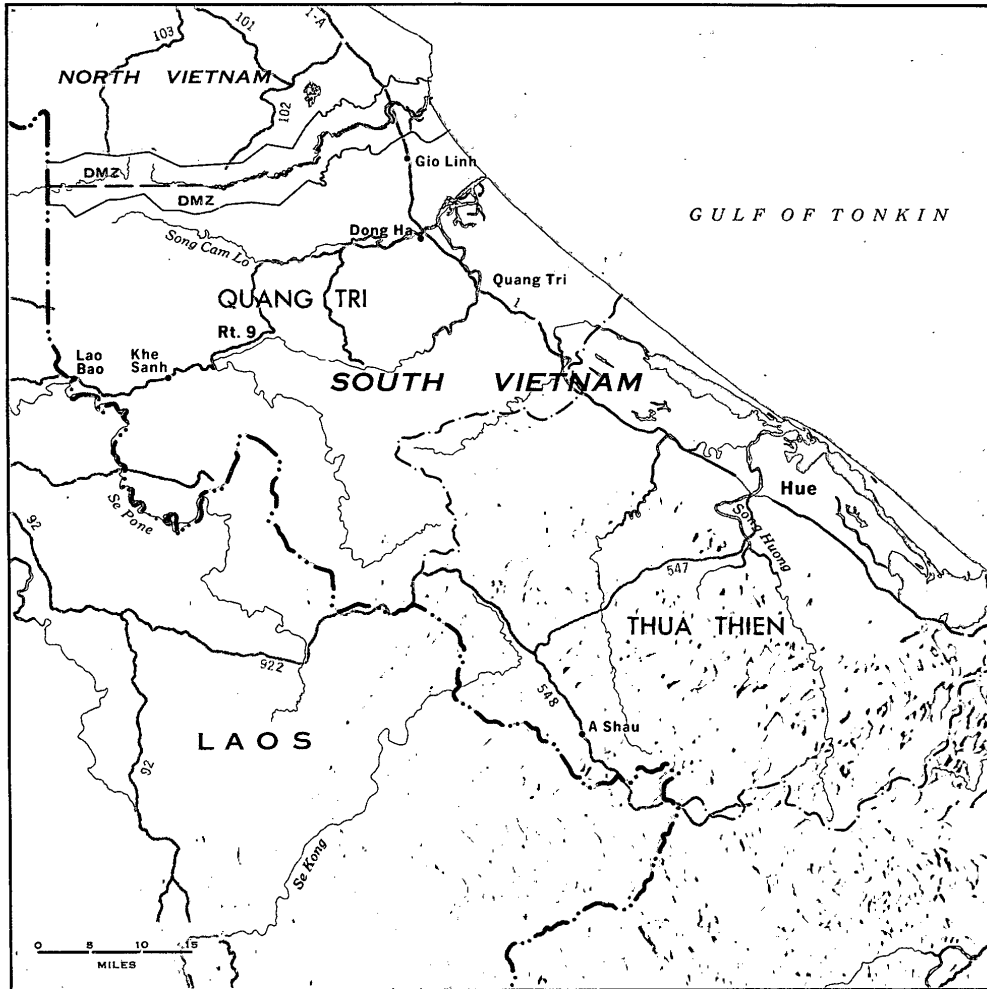 103
101
1-A
NORTH VIETNAM
102
DMZ
DMZ
Gio Linh
GULF OF TONKIN
Song Cam Lo
Dong Ha
QUANG TRI
Quang Tri
1
Rt. 9
Lao
Bao
Khe
Sanh
SOUTH VIETNAM
Hue
Se Pone
92
Song Huong
547
THUA THIEN
922
548
A Shau
LAOS
92
Se Kong
0 5 10 15
MILES